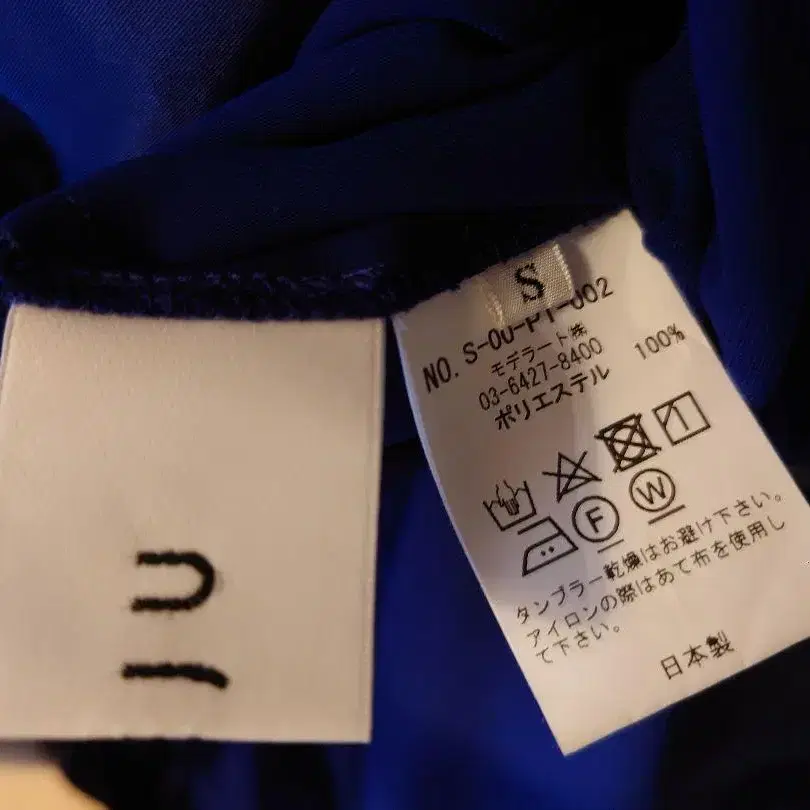 S
NO. S-00-PT-002
モデラート㈱
03-6427-8400
ポリエステル 100%
F
W
タンブラー乾燥はお避け下さい。
アイロンの際はあて布を使用し
て下さい。
日本製